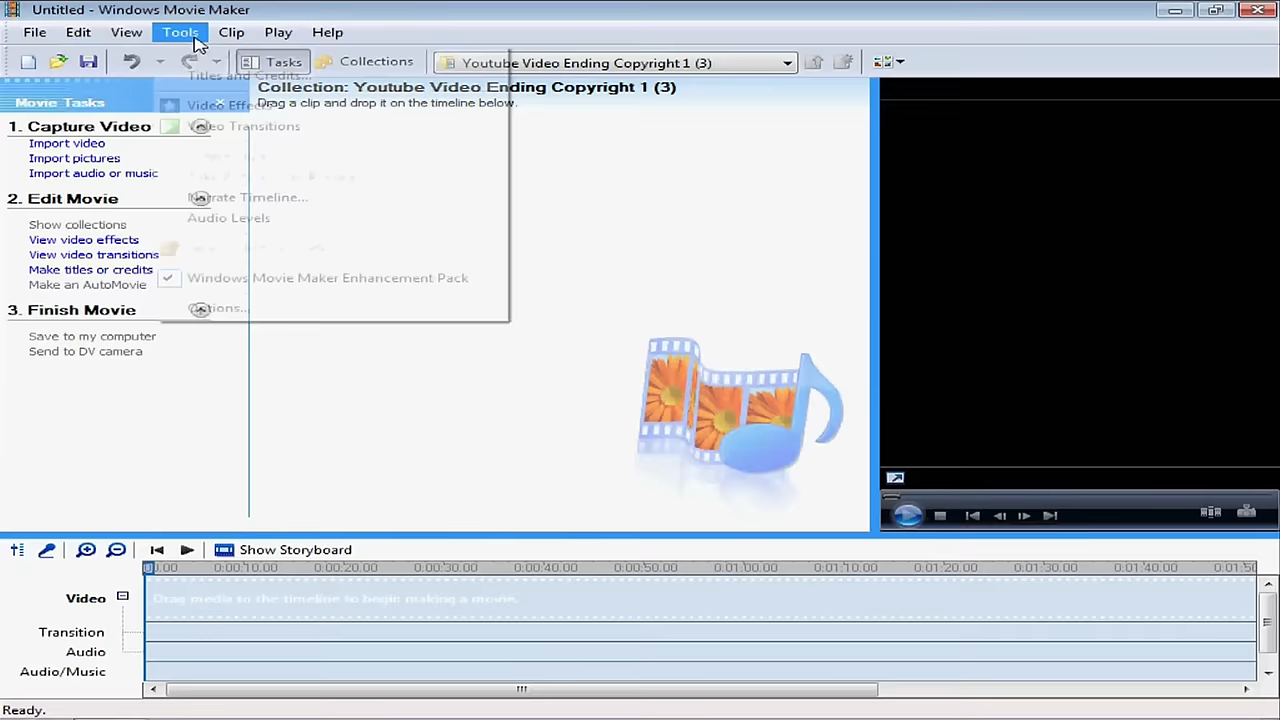 Untitled - Windows Movie Maker
File Edit View Tools Clip Play Help
Tasks Collections Youtube Video Ending Copyright 1 (3)
Titles and Credits...
Video Effects
Video Transitions
Narrate Timeline...
Audio Levels
Windows Movie Maker Enhancement Pack
Options...
Movie Tasks
1. Capture Video
Import video
Import pictures
Import audio or music
2. Edit Movie
Show collections
View video effects
View video transitions
Make titles or credits
Make an AutoMovie
3. Finish Movie
Save to my computer
Send to DV camera
Collection: Youtube Video Ending Copyright 1 (3)
Drag a clip and drop it on the timeline below.
Show Storyboard
0:00:10.00 0:00:20.00 0:00:30.00 0:00:40.00 0:00:50.00 0:01:00.00 0:01:10.00 0:01:20.00 0:01:30.00 0:01:40.00
Video
Drag media to the timeline to begin making a movie.
Transition
Audio
Audio/Music
Ready.